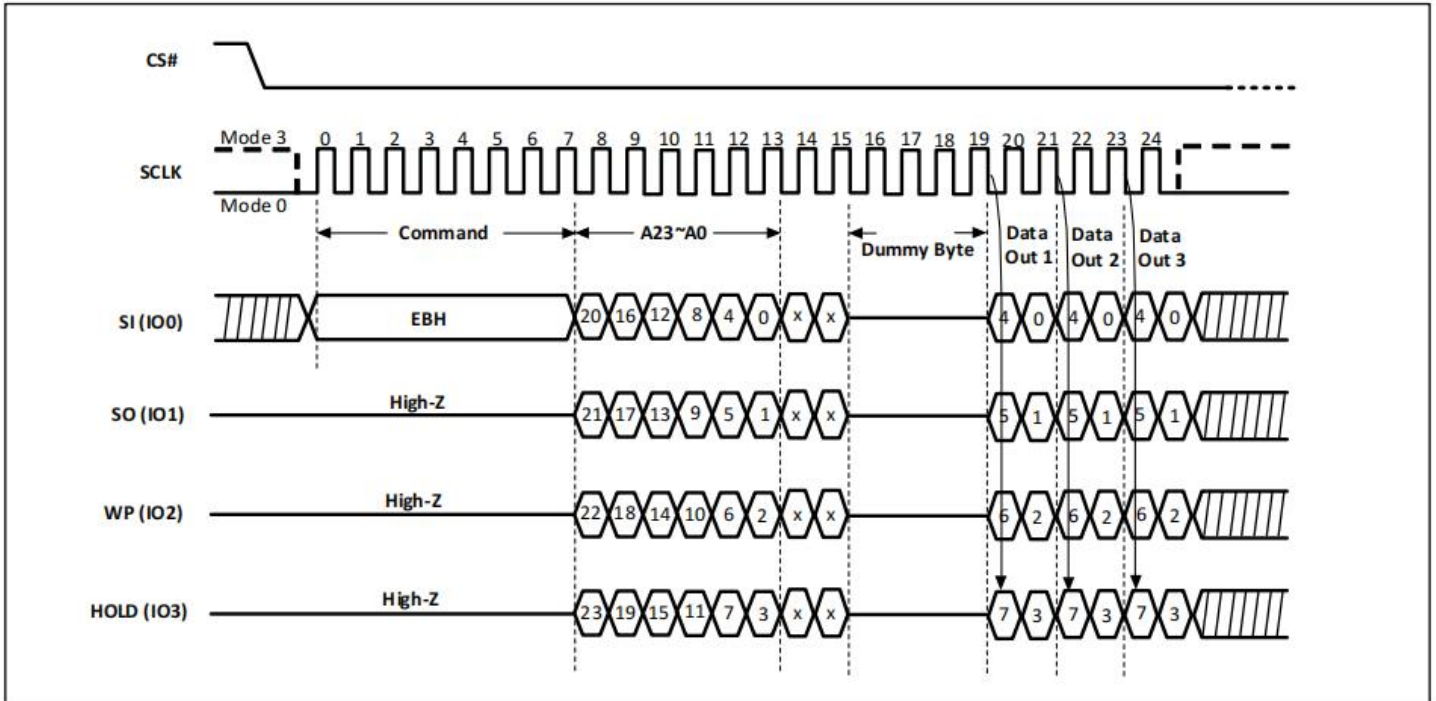 CS#
Mode 3
0 1 2 3 4 5 6 7 8 9 10 11 12 13 14 15 16 17 18 19 20 21 22 23 24
SCLK
Mode 0
Command A23~A0 Dummy Byte Data Out 1 Data Out 2 Data Out 3
SI (IO0) EBH 20 16 12 8 4 0 x x 4 0 4 0 4 0
SO (IO1) High-Z 21 17 13 9 5 1 x x 5 1 5 1 5 1
WP (IO2) High-Z 22 18 14 10 6 2 x x 6 2 6 2 6 2
HOLD (IO3) High-Z 23 19 15 11 7 3 x x 7 3 7 3 7 3